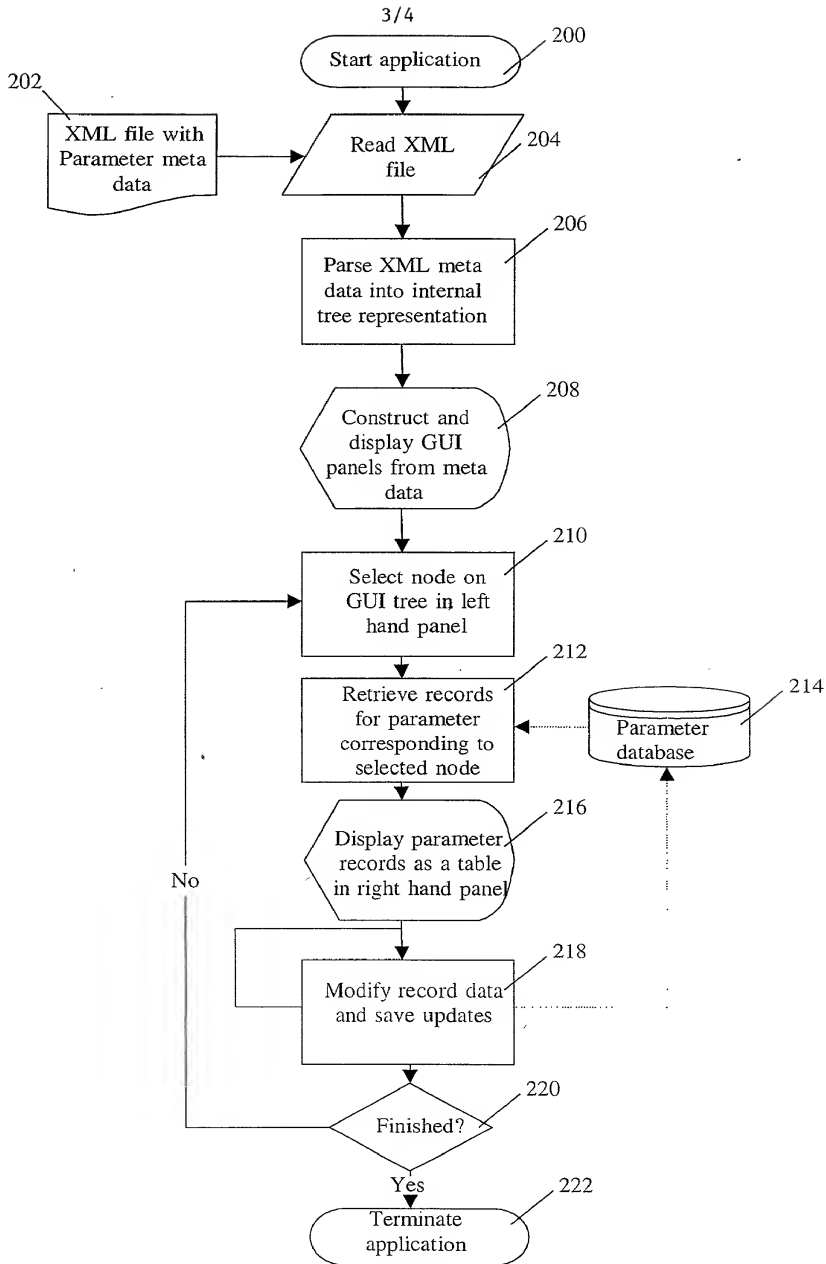 3/4
200
Start application
202
XML file with
Parameter meta
data
Read XML
file
204
206
Parse XML meta
data into internal
tree representation
208
Construct and
display GUI
panels from meta
data
210
Select node on
GUI tree in left
hand panel
212
Retrieve records
for parameter
corresponding to
selected node
214
Parameter
database
216
Display parameter
records as a table
in right hand panel
No
218
Modify record data
and save updates
220
Finished?
Yes
222
Terminate
application